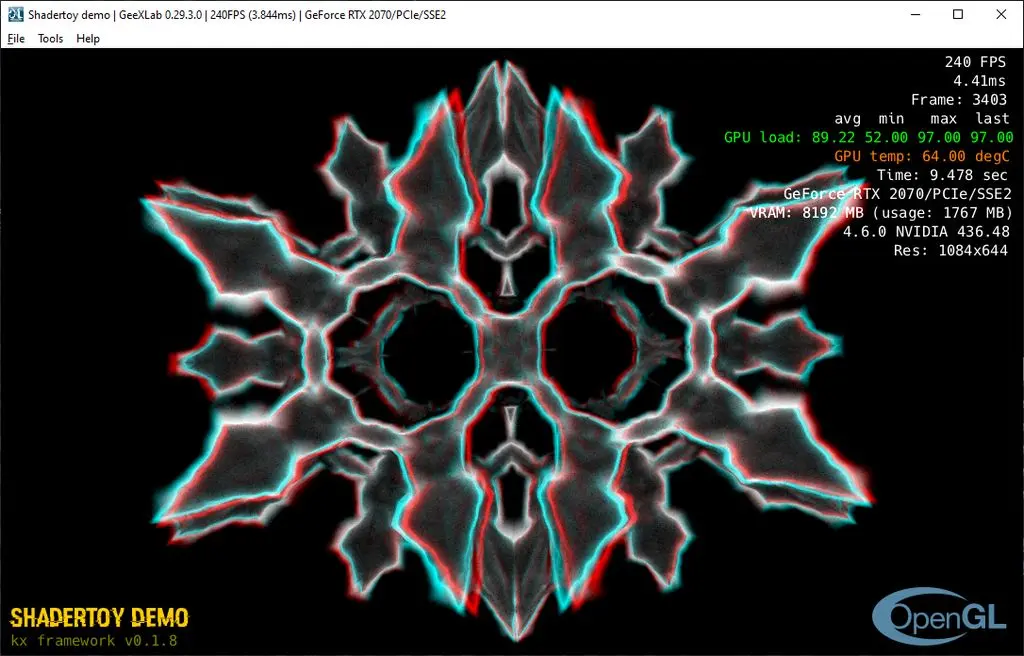 Shadertoy demo | GeeXLab 0.29.3.0 | 240FPS (3.844ms) | GeForce RTX 2070/PCIe/SSE2
File Tools Help
240 FPS
4.41ms
Frame: 3403
avg min max last
GPU load: 89.22 52.00 97.00 97.00
GPU temp: 64.00 degC
Time: 9.478 sec
GeForce RTX 2070/PCIe/SSE2
VRAM: 8192 MB (usage: 1767 MB)
4.6.0 NVIDIA 436.48
Res: 1084x644
SHADERTOY DEMO
kx framework v0.1.8
OpenGL